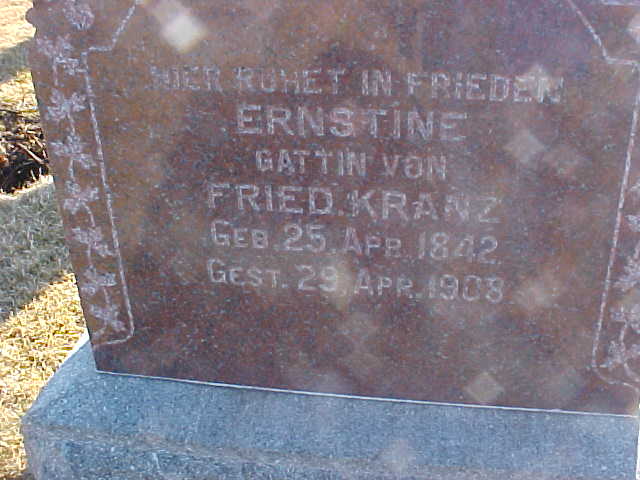 HIER RUHET IN FRIEDEN
ERNSTINE
GATTIN VON
FRIED. KRANZ
GEB. 25. APR. 1842
GEST. 29. APR. 1908